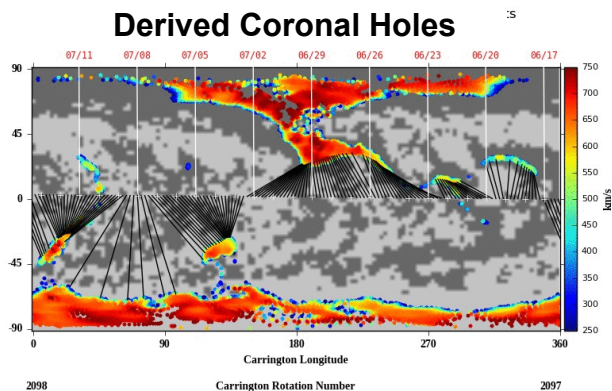 Derived Coronal Holes
07/11 07/08 07/05 07/02 06/29 06/26 06/23 06/20 06/17
90
45
0
-45
-90
0 90 180 270 360
750
700
650
600
550
500
450
400
350
300
250
km/s
Carrington Longitude
2098 Carrington Rotation Number 2097